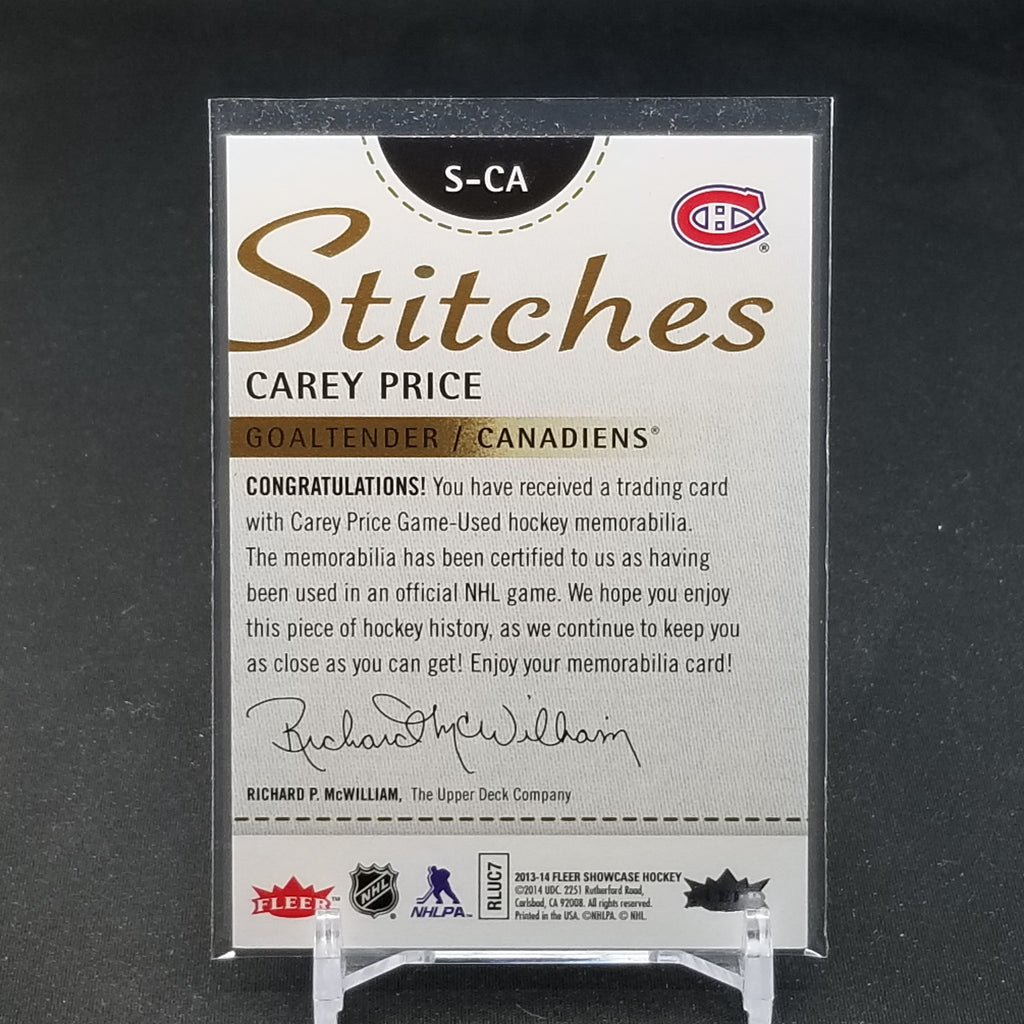 S-CA
Stitches
CAREY PRICE
GOALTENDER / CANADIENS®
CONGRATULATIONS! You have received a trading card
with Carey Price Game-Used hockey memorabilia.
The memorabilia has been certified to us as having
been used in an official NHL game. We hope you enjoy
this piece of hockey history, as we continue to keep you
as close as you can get! Enjoy your memorabilia card!
Richard McWilliam
RICHARD P. McWILLIAM, The Upper Deck Company
FLEER™
NHL®
NHLPA™
RLUC7
2013-14 FLEER SHOWCASE HOCKEY
©2014 UDC. 2251 Rutherford Road,
Carlsbad, CA 92008. All rights reserved.
Printed in the USA. ©NHLPA. © NHL.